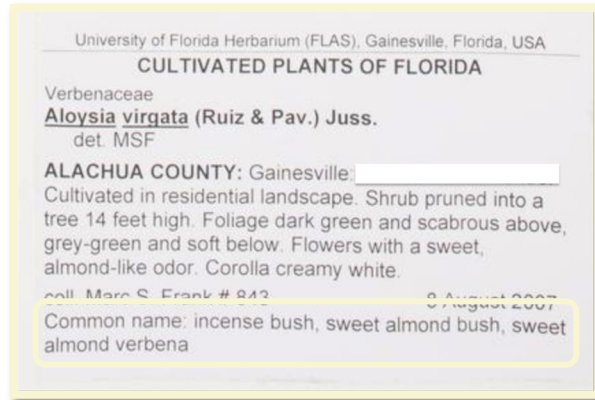 University of Florida Herbarium (FLAS), Gainesville, Florida, USA
CULTIVATED PLANTS OF FLORIDA
Verbenaceae
Aloysia virgata (Ruiz & Pav.) Juss.
det. MSF
ALACHUA COUNTY: Gainesville:
Cultivated in residential landscape. Shrub pruned into a
tree 14 feet high. Foliage dark green and scabrous above,
grey-green and soft below. Flowers with a sweet,
almond-like odor. Corolla creamy white.
coll. Marc S. Frank # 843 8 August 2007
Common name: incense bush, sweet almond bush, sweet
almond verbena